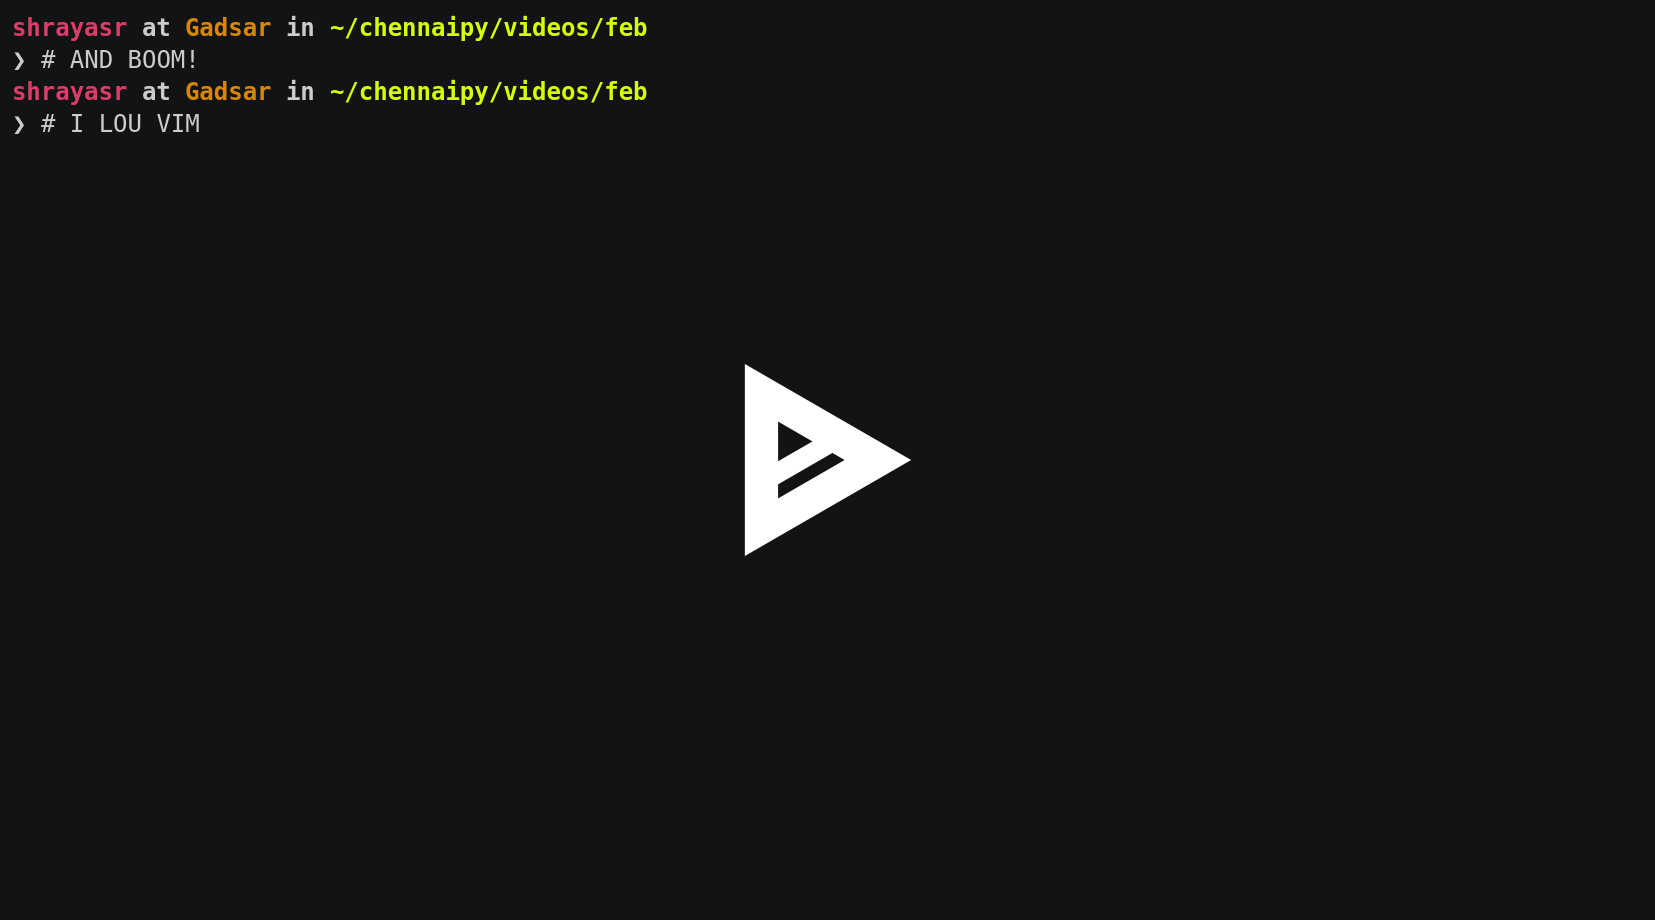 shrayasr at Gadsar in ~/chennaipy/videos/feb
❯ # AND BOOM!
shrayasr at Gadsar in ~/chennaipy/videos/feb
❯ # I LOU VIM